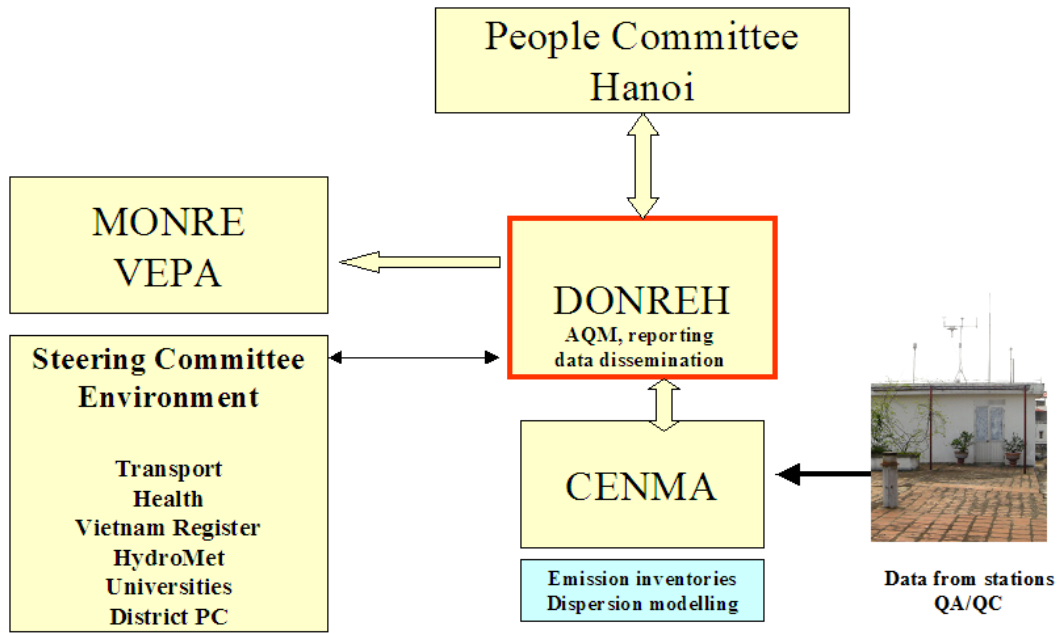 People Committee
Hanoi
MONRE
VEPA
DONREH
AQM, reporting
data dissemination
Steering Committee
Environment
Transport
Health
Vietnam Register
HydroMet
Universities
District PC
CENMA
Emission inventories
Dispersion modelling
Data from stations
QA/QC